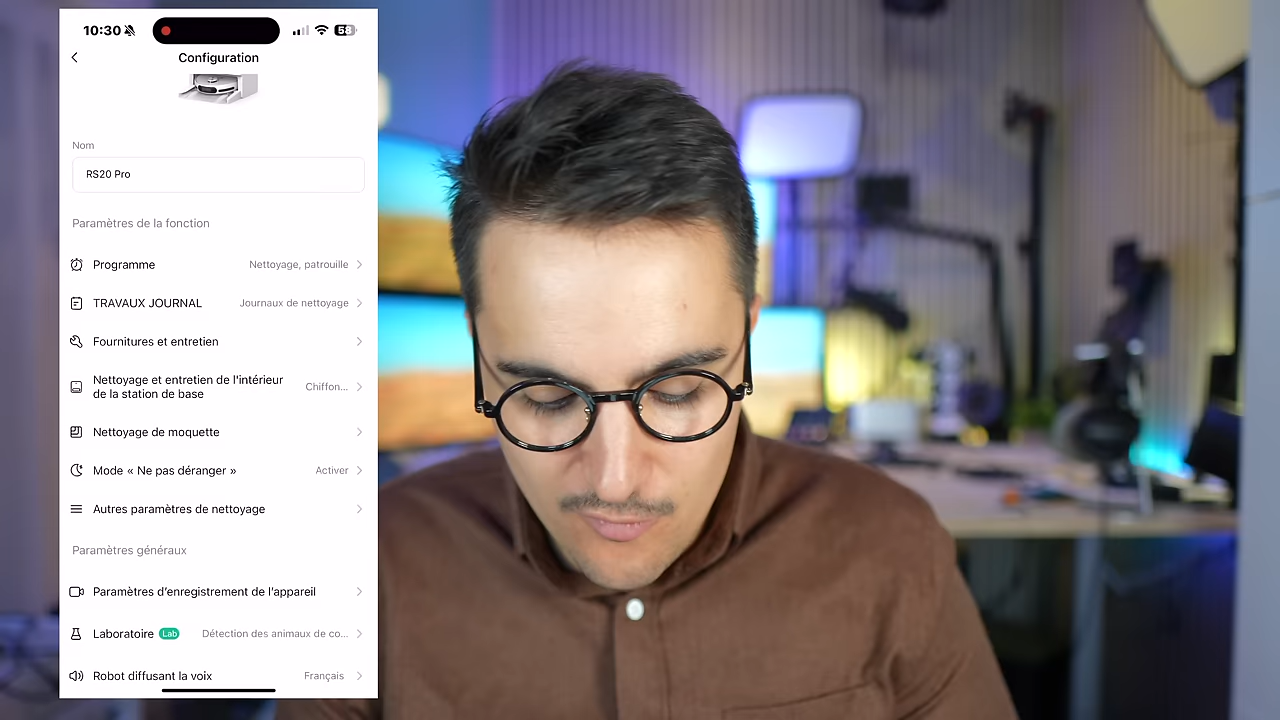 10:30
58
Configuration
Nom
RS20 Pro
Paramètres de la fonction
Programme
Nettoyage, patrouille
TRAVAUX JOURNAL
Journaux de nettoyage
Fournitures et entretien
Nettoyage et entretien de l'intérieur
de la station de base
Chiffon...
Nettoyage de moquette
Mode « Ne pas déranger »
Activer
Autres paramètres de nettoyage
Paramètres généraux
Paramètres d'enregistrement de l'appareil
Laboratoire Lab
Détection des animaux de co...
Robot diffusant la voix
Français